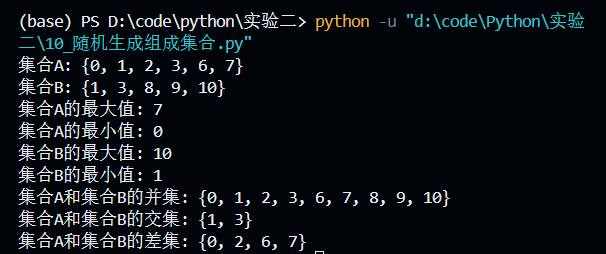 (base) PS D:\code\python\实验二> python -u "d:\code\Python\实验
二\10_随机生成组成集合.py"
集合A: {0, 1, 2, 3, 6, 7}
集合B: {1, 3, 8, 9, 10}
集合A的最大值: 7
集合A的最小值: 0
集合B的最大值: 10
集合B的最小值: 1
集合A和集合B的并集: {0, 1, 2, 3, 6, 7, 8, 9, 10}
集合A和集合B的交集: {1, 3}
集合A和集合B的差集: {0, 2, 6, 7}